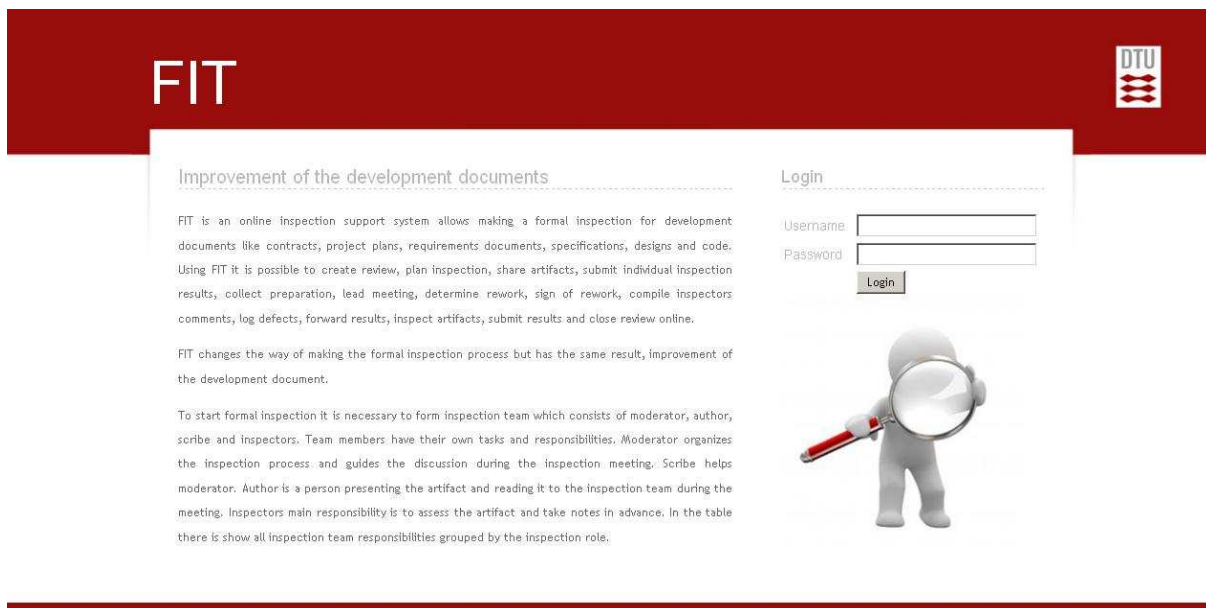 FIT
DTU
Improvement of the development documents
FIT is an online inspection support system allows making a formal inspection for development
documents like contracts, project plans, requirements documents, specifications, designs and code.
Using FIT it is possible to create review, plan inspection, share artifacts, submit individual inspection
results, collect preparation, lead meeting, determine rework, sign of rework, compile inspectors
comments, log defects, forward results, inspect artifacts, submit results and close review online.
FIT changes the way of making the formal inspection process but has the same result, improvement of
the development document.
To start formal inspection it is necessary to form inspection team which consists of moderator, author,
scribe and inspectors. Team members have their own tasks and responsibilities. Moderator organizes
the inspection process and guides the discussion during the inspection meeting. Scribe helps
moderator. Author is a person presenting the artifact and reading it to the inspection team during the
meeting. Inspectors main responsibility is to assess the artifact and take notes in advance. In the table
there is show all inspection team responsibilities grouped by the inspection role.
Login
Username
Password
Login